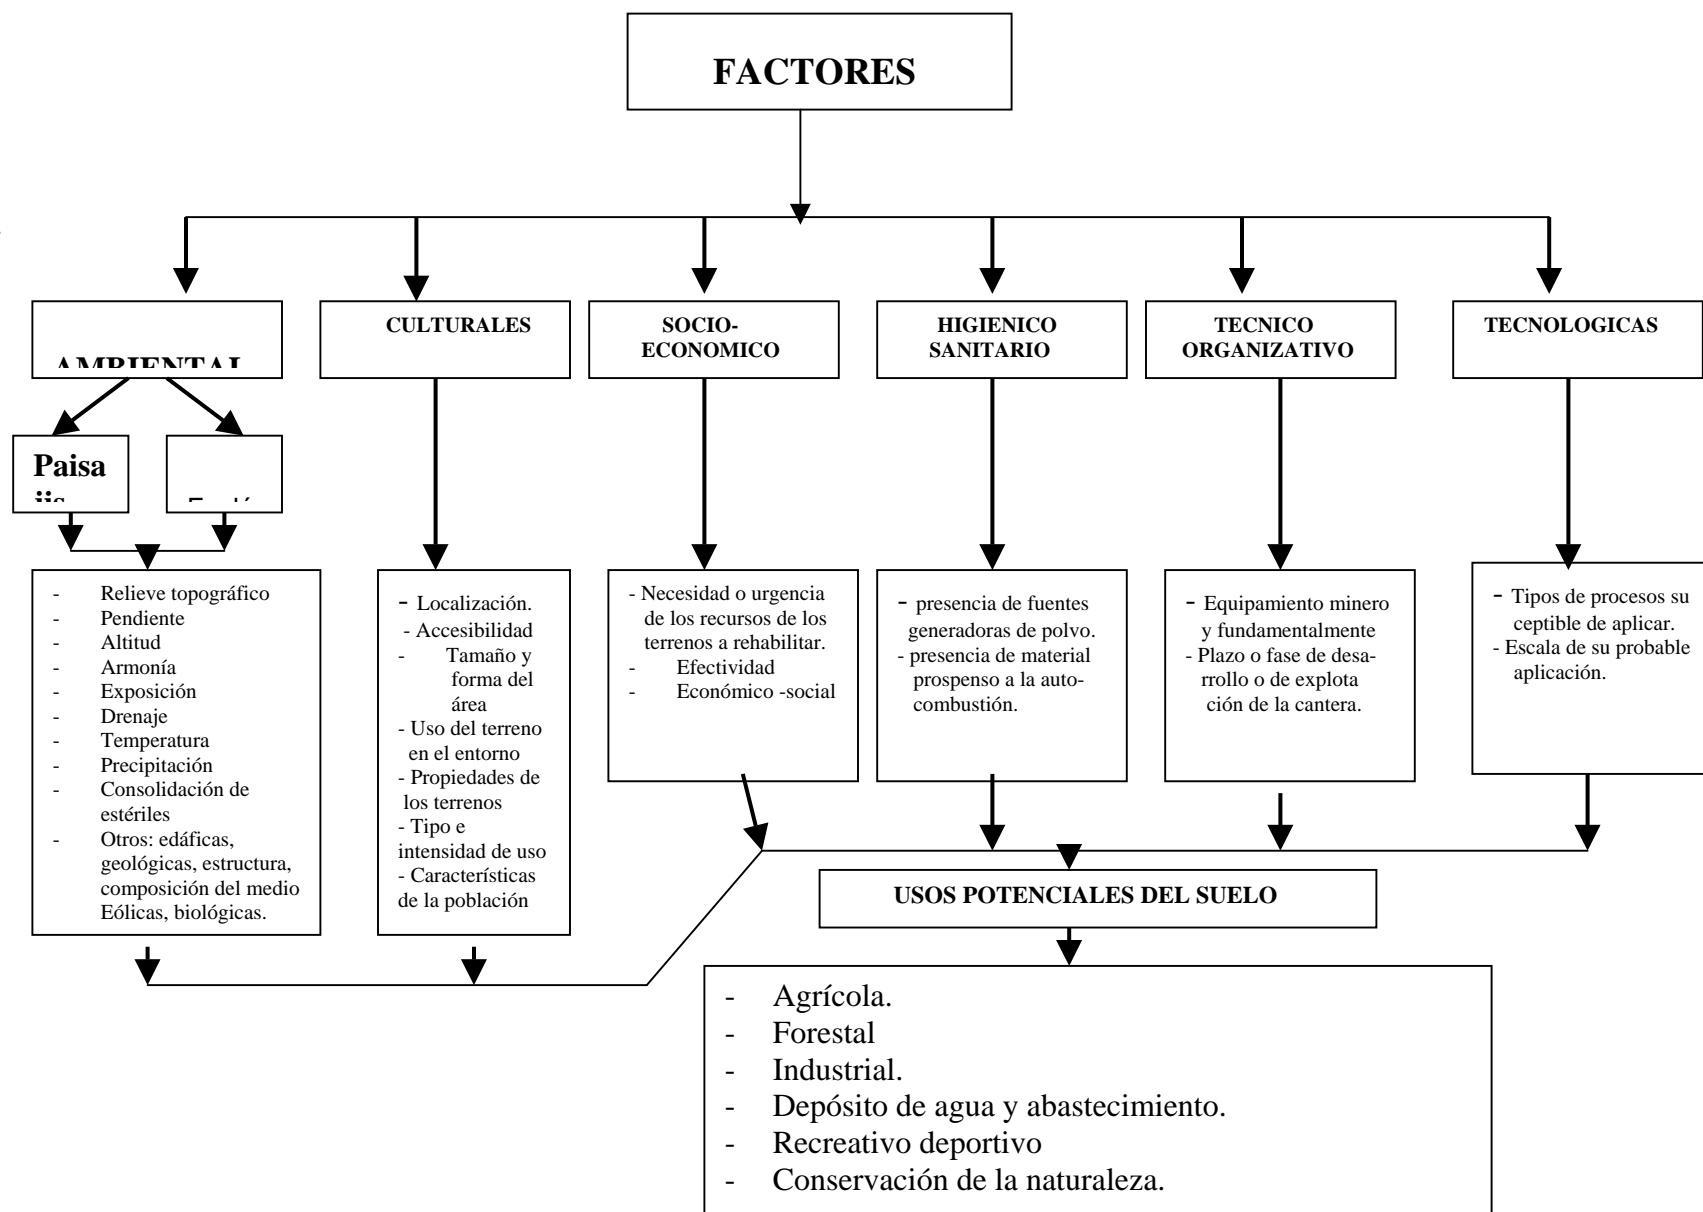 FACTORES
AMBIENTAL
CULTURALES
SOCIO-
ECONOMICO
HIGIENICO
SANITARIO
TECNICO
ORGANIZATIVO
TECNOLOGICAS
Paisa
- Relieve topográfico
- Pendiente
- Altitud
- Armonía
- Exposición
- Drenaje
- Temperatura
- Precipitación
- Consolidación de
estériles
- Otros: edáficas,
geológicas, estructura,
composición del medio
Eólicas, biológicas.
- Localización.
- Accesibilidad
- Tamaño y
forma del
área
- Uso del terreno
en el entorno
- Propiedades de
los terrenos
- Tipo e
intensidad de uso
- Características
de la población
- Necesidad o urgencia
de los recursos de los
terrenos a rehabilitar.
- Efectividad
- Económico -social
- presencia de fuentes
generadoras de polvo.
- presencia de material
prospenso a la auto-
combustión.
- Equipamiento minero
y fundamentalmente
- Plazo o fase de desa-
rrollo o de explota
ción de la cantera.
- Tipos de procesos su
ceptible de aplicar.
- Escala de su probable
aplicación.
USOS POTENCIALES DEL SUELO
- Agrícola.
- Forestal
- Industrial.
- Depósito de agua y abastecimiento.
- Recreativo deportivo
- Conservación de la naturaleza.